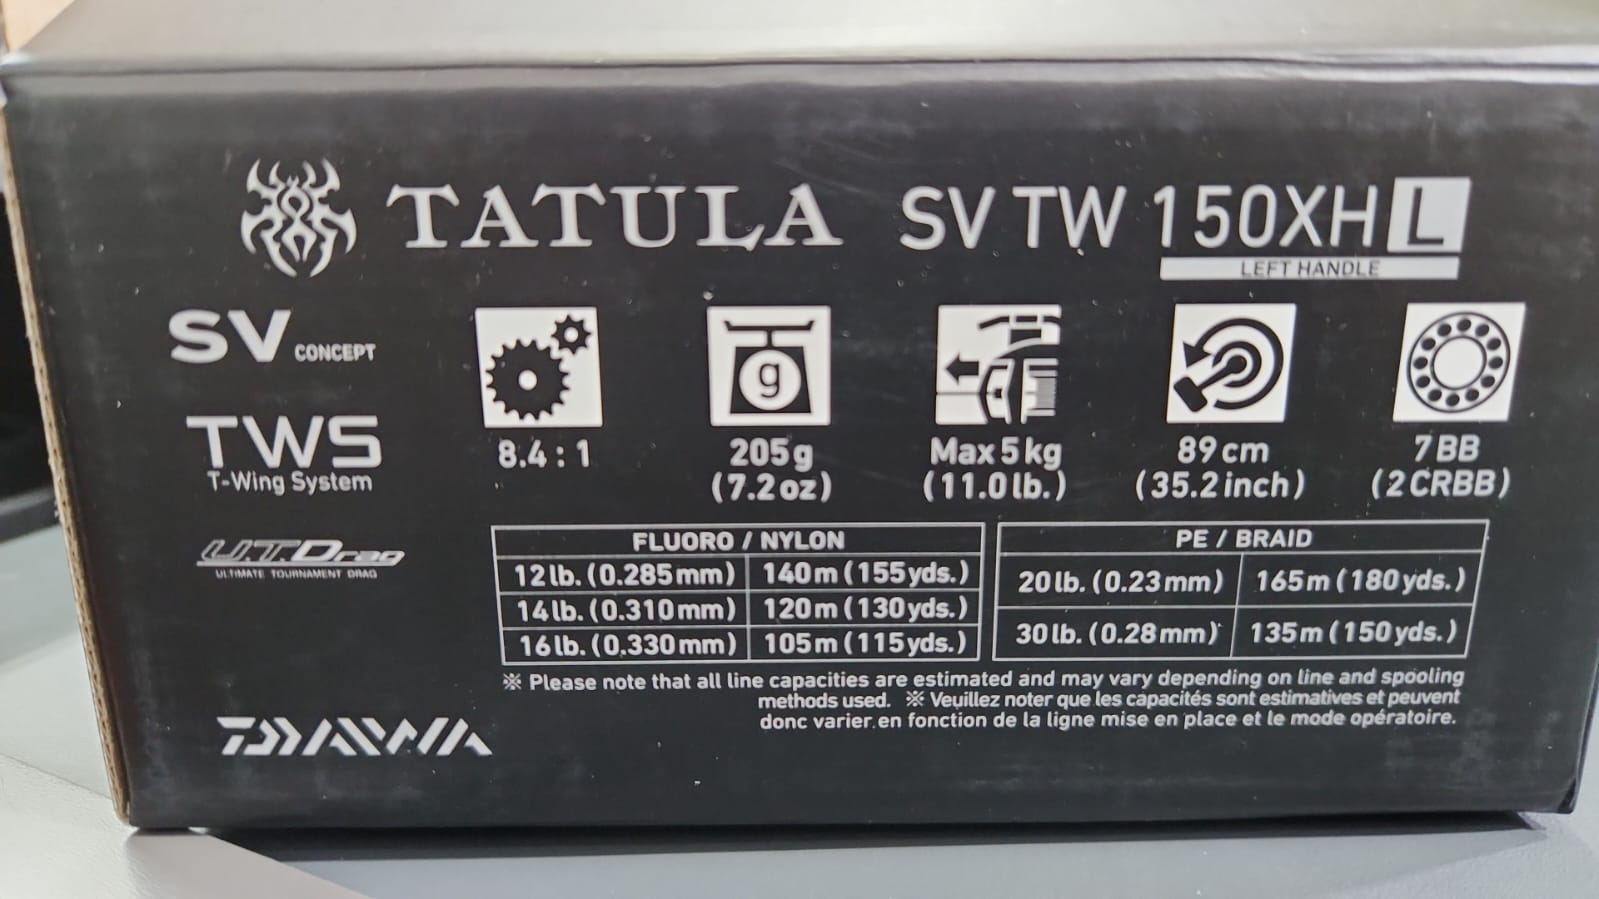 TATULA SV TW 150XHL
LEFT HANDLE
SV CONCEPT
TWS
T-Wing System
U.T.Drag
ULTIMATE TOURNAMENT DRAG
g
8.4 : 1
205g
(7.2oz)
Max 5kg
(11.0lb.)
89cm
(35.2inch)
7BB
(2CRBB)
FLUORO / NYLON
12lb. (0.285mm) 140m (155yds.)
14lb. (0.310mm) 120m (130yds.)
16lb. (0.330mm) 105m (115yds.)
PE / BRAID
20lb. (0.23mm) 165m (180yds.)
30lb. (0.28mm) 135m (150yds.)
※ Please note that all line capacities are estimated and may vary depending on line and spooling
methods used. ※ Veuillez noter que les capacités sont estimatives et peuvent
donc varier en fonction de la ligne mise en place et le mode opératoire.
DAIWA